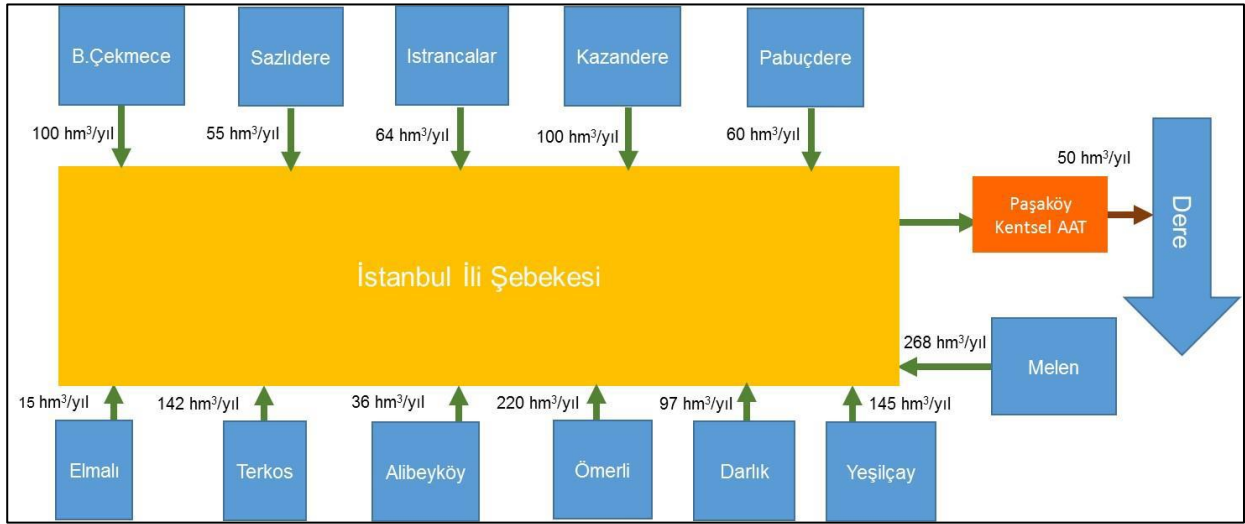 B.Çekmece
Sazlıdere
Istrancalar
Kazandere
Pabuçdere
100 hm³/yıl
55 hm³/yıl
64 hm³/yıl
100 hm³/yıl
60 hm³/yıl
50 hm³/yıl
Paşaköy
Kentsel AAT
Dere
İstanbul İli Şebekesi
268 hm³/yıl
Melen
15 hm³/yıl
142 hm³/yıl
36 hm³/yıl
220 hm³/yıl
97 hm³/yıl
145 hm³/yıl
Elmalı
Terkos
Alibeyköy
Ömerli
Darlık
Yeşilçay